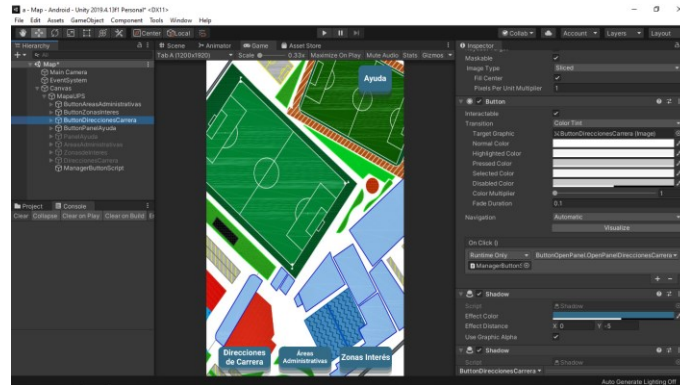 x - Map - Android - Unity 2019.4.13f1 Personal* <DX11>
File Edit Assets GameObject Component Tools Window Help
Center Local Collab Account Layers Layout
Hierarchy
All
Map*
Main Camera
EventSystem
Canvas
MapaUPS
ButtonAreasAdministrativas
ButtonZonasInteres
ButtonDireccionesCarrera
ButtonPanelAyuda
PanelAyuda
AreasAdministrativas
ZonasdeInteres
DireccionesCarrera
ManagerButtonScript
Project Console
Clear Collapse Clear on Play Clear on Build
Scene Animator Game Asset Store
Tab A (1200x1920) Scale 0.33x Maximize On Play Mute Audio Stats Gizmos
Ayuda
Direcciones
de Carrera
Áreas
Administrativas
Zonas Interés
Inspector
Maskable
Image Type Sliced
Fill Center
Pixels Per Unit Multiplier 1
Button
Interactable
Transition Color Tint
Target Graphic ButtonDireccionesCarrera (Image)
Normal Color
Highlighted Color
Pressed Color
Selected Color
Disabled Color
Color Multiplier 1
Fade Duration 0.1
Navigation Automatic
Visualize
On Click ()
Runtime Only ButtonOpenPanel.OpenPanelDireccionesCarrera
ManagerButtonS
Shadow
Script Shadow
Effect Color
Effect Distance X 0 Y -5
Use Graphic Alpha
Shadow
Script Shadow
ButtonDireccionesCarrera
Auto Generate Lighting Off